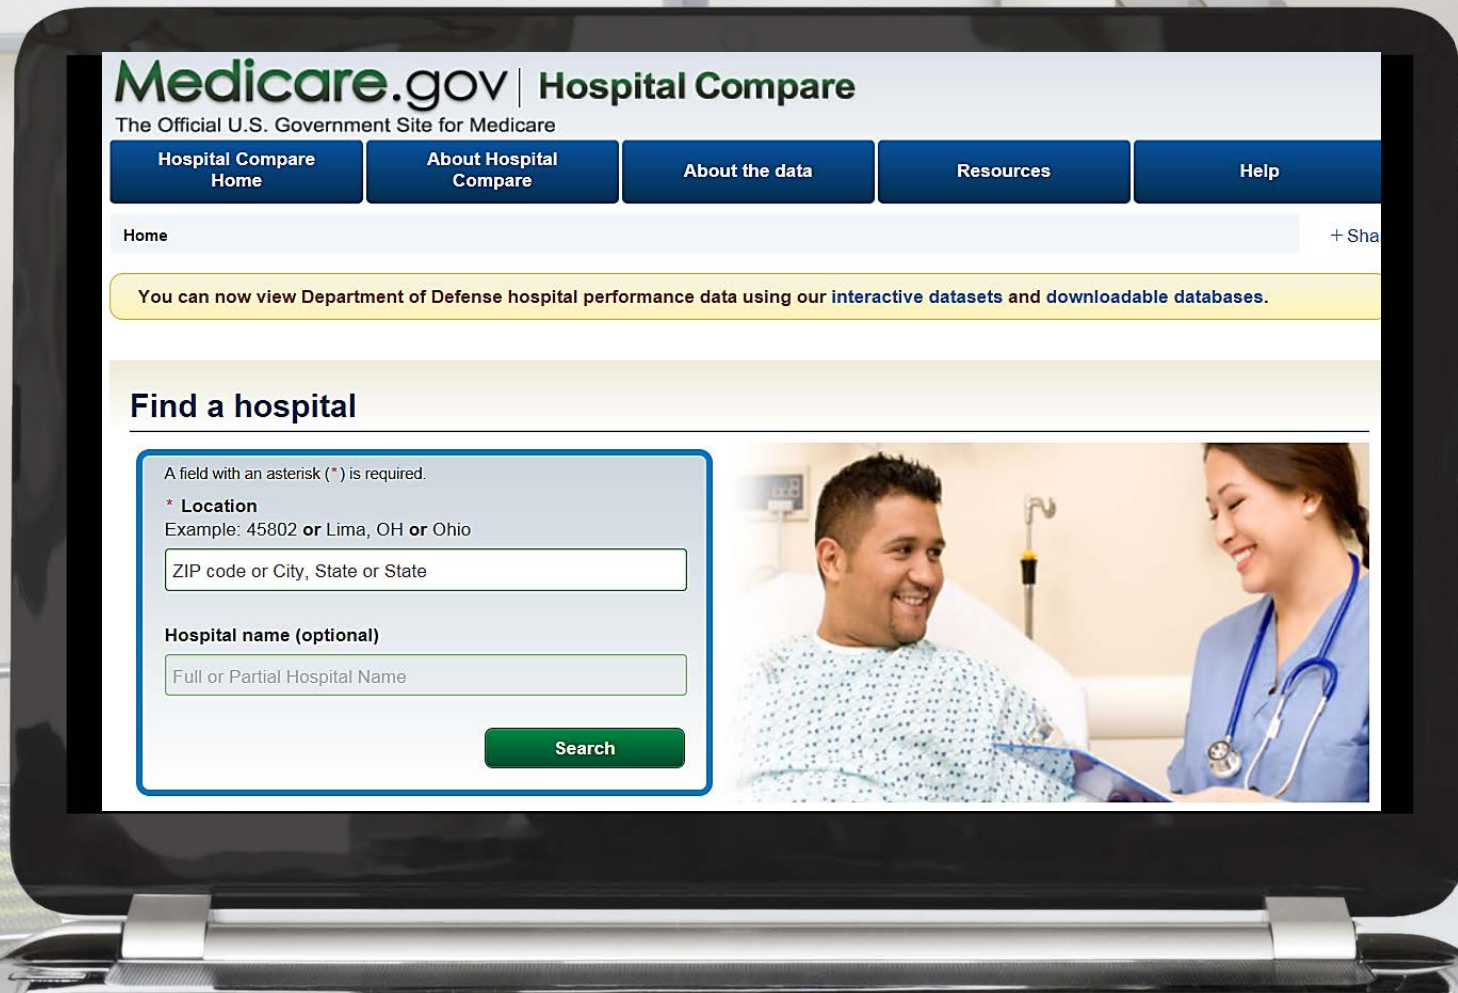 Medicare.gov | Hospital Compare
The Official U.S. Government Site for Medicare
Hospital Compare
Home
About Hospital
Compare
About the data
Resources
Help
Home
+ Sha
You can now view Department of Defense hospital performance data using our interactive datasets and downloadable databases.
Find a hospital
A field with an asterisk (*) is required.
* Location
Example: 45802 or Lima, OH or Ohio
ZIP code or City, State or State
Hospital name (optional)
Full or Partial Hospital Name
Search